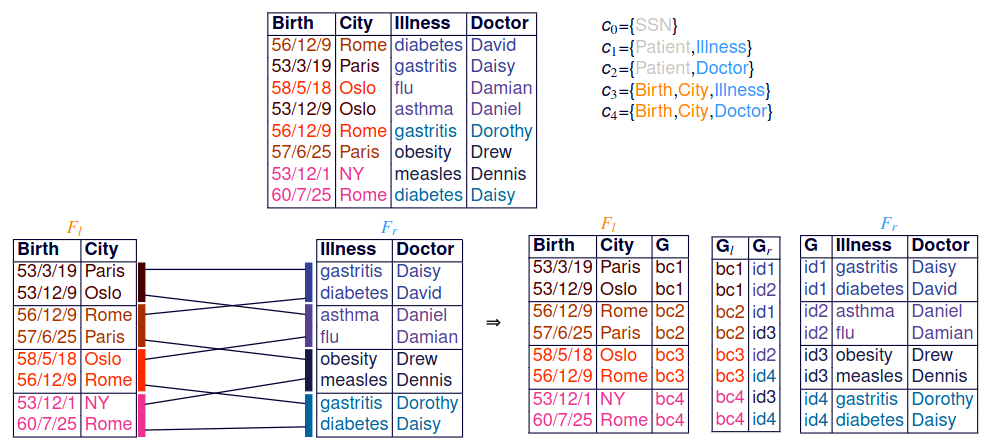 Birth City Illness Doctor
56/12/9 Rome diabetes David
53/3/19 Paris gastritis Daisy
58/5/18 Oslo flu Damian
53/12/9 Oslo asthma Daniel
56/12/9 Rome gastritis Dorothy
57/6/25 Paris obesity Drew
53/12/1 NY measles Dennis
60/7/25 Rome diabetes Daisy
c0={SSN}
c1={Patient,Illness}
c2={Patient,Doctor}
c3={Birth,City,Illness}
c4={Birth,City,Doctor}
Fl
Birth City
53/3/19 Paris
53/12/9 Oslo
56/12/9 Rome
57/6/25 Paris
58/5/18 Oslo
56/12/9 Rome
53/12/1 NY
60/7/25 Rome
Fr
Illness Doctor
gastritis Daisy
diabetes David
asthma Daniel
flu Damian
obesity Drew
measles Dennis
gastritis Dorothy
diabetes Daisy
⇒
Fl
Birth City G
53/3/19 Paris bc1
53/12/9 Oslo bc1
56/12/9 Rome bc2
57/6/25 Paris bc2
58/5/18 Oslo bc3
56/12/9 Rome bc3
53/12/1 NY bc4
60/7/25 Rome bc4
Gl Gr
bc1 id1
bc1 id2
bc2 id1
bc2 id3
bc3 id2
bc3 id4
bc4 id3
bc4 id4
Fr
G Illness Doctor
id1 gastritis Daisy
id1 diabetes David
id2 asthma Daniel
id2 flu Damian
id3 obesity Drew
id3 measles Dennis
id4 gastritis Dorothy
id4 diabetes Daisy